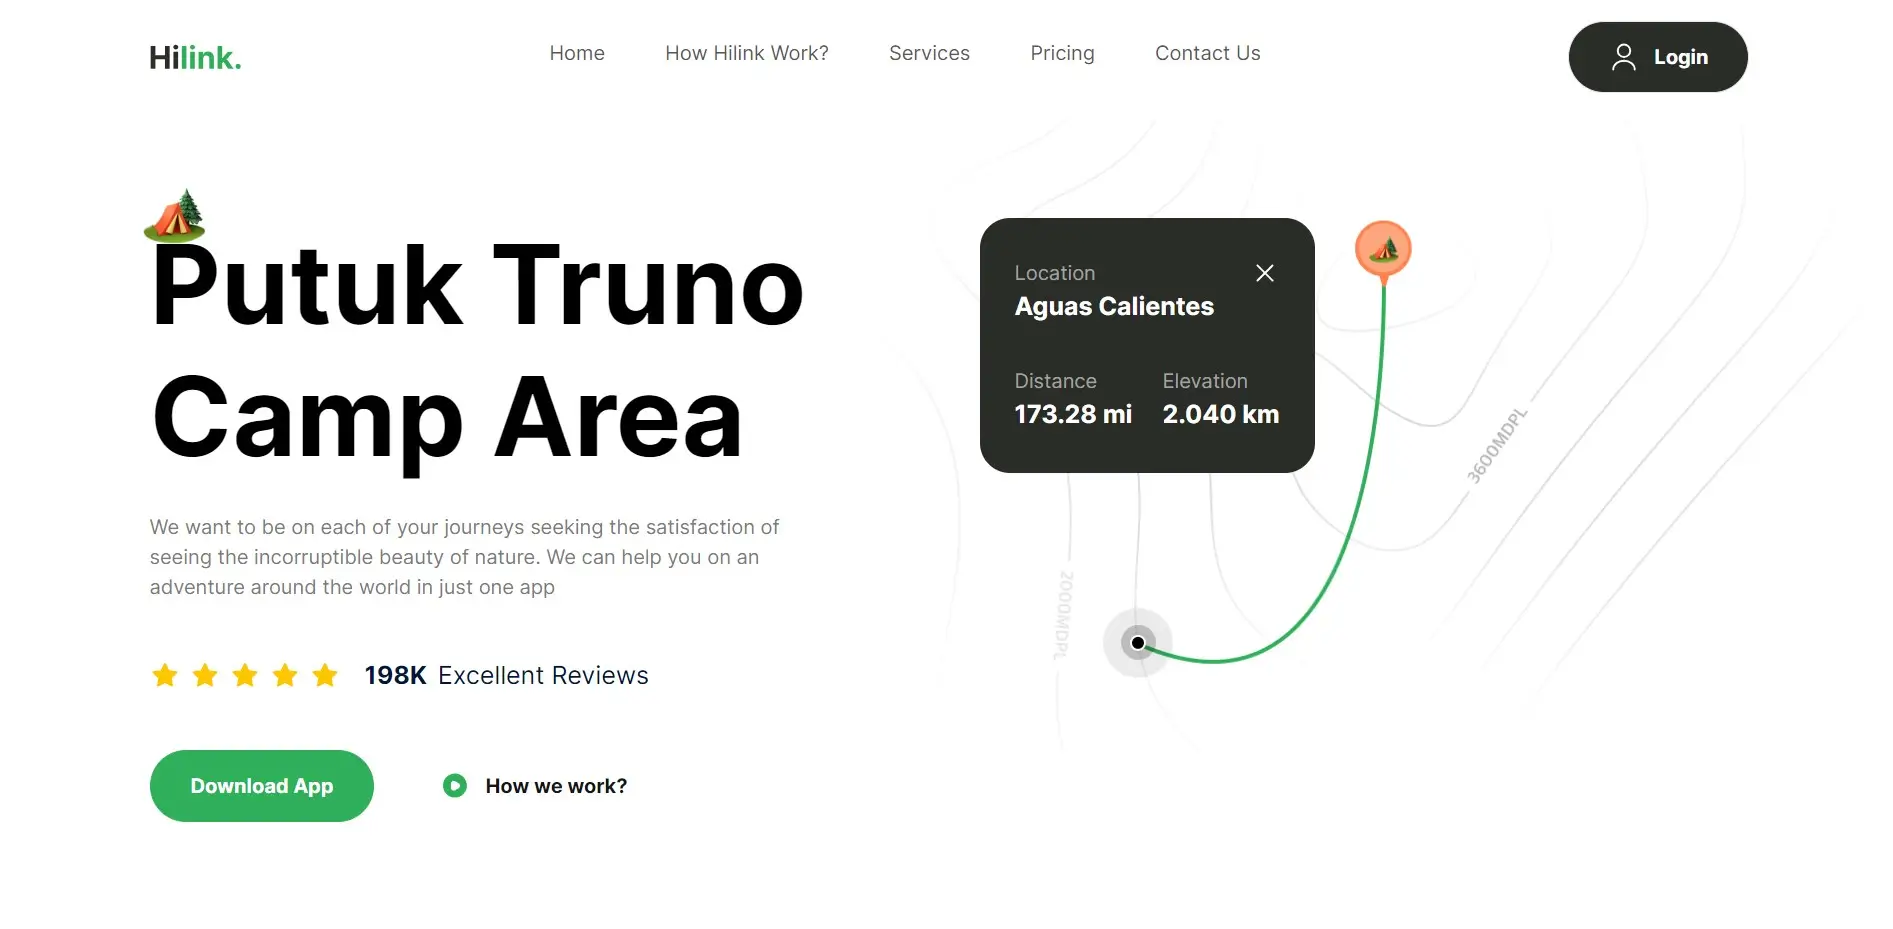 Hilink.
Home
How Hilink Work?
Services
Pricing
Contact Us
Login
Putuk Truno
Camp Area
We want to be on each of your journeys seeking the satisfaction of
seeing the incorruptible beauty of nature. We can help you on an
adventure around the world in just one app
198K Excellent Reviews
Download App
How we work?
Location
Aguas Calientes
Distance
Elevation
173.28 mi
2.040 km
3600MDPL
2000MDPL